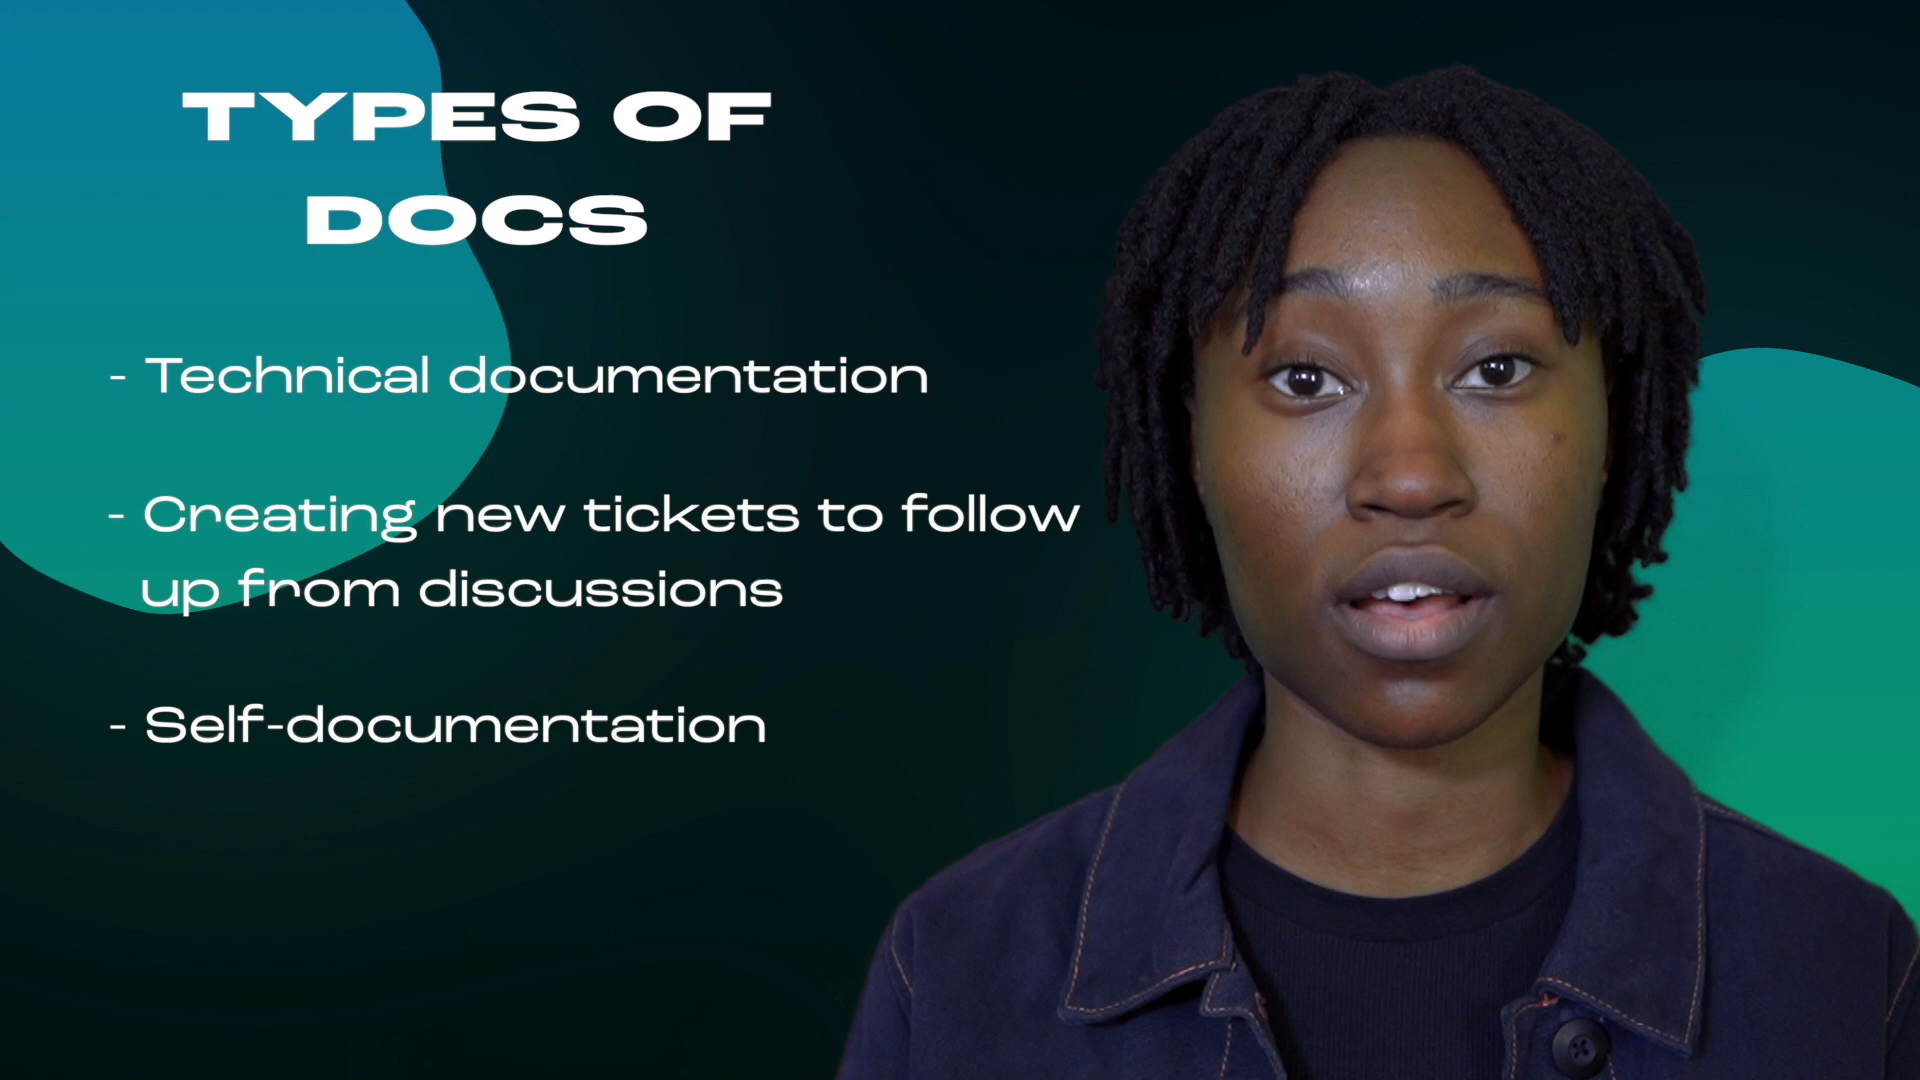 TYPES OF
DOCS
- Technical documentation
- Creating new tickets to follow
up from discussions
- Self-documentation